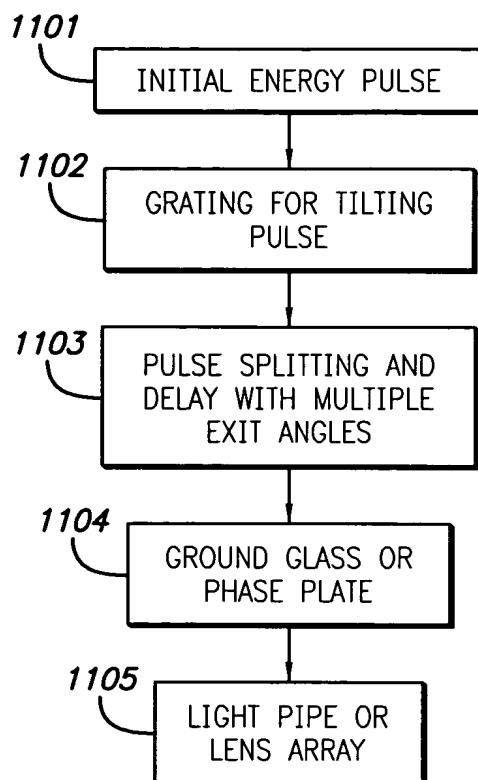 1101
INITIAL ENERGY PULSE
1102
GRATING FOR TILTING
PULSE
1103
PULSE SPLITTING AND
DELAY WITH MULTIPLE
EXIT ANGLES
1104
GROUND GLASS OR
PHASE PLATE
1105
LIGHT PIPE OR
LENS ARRAY